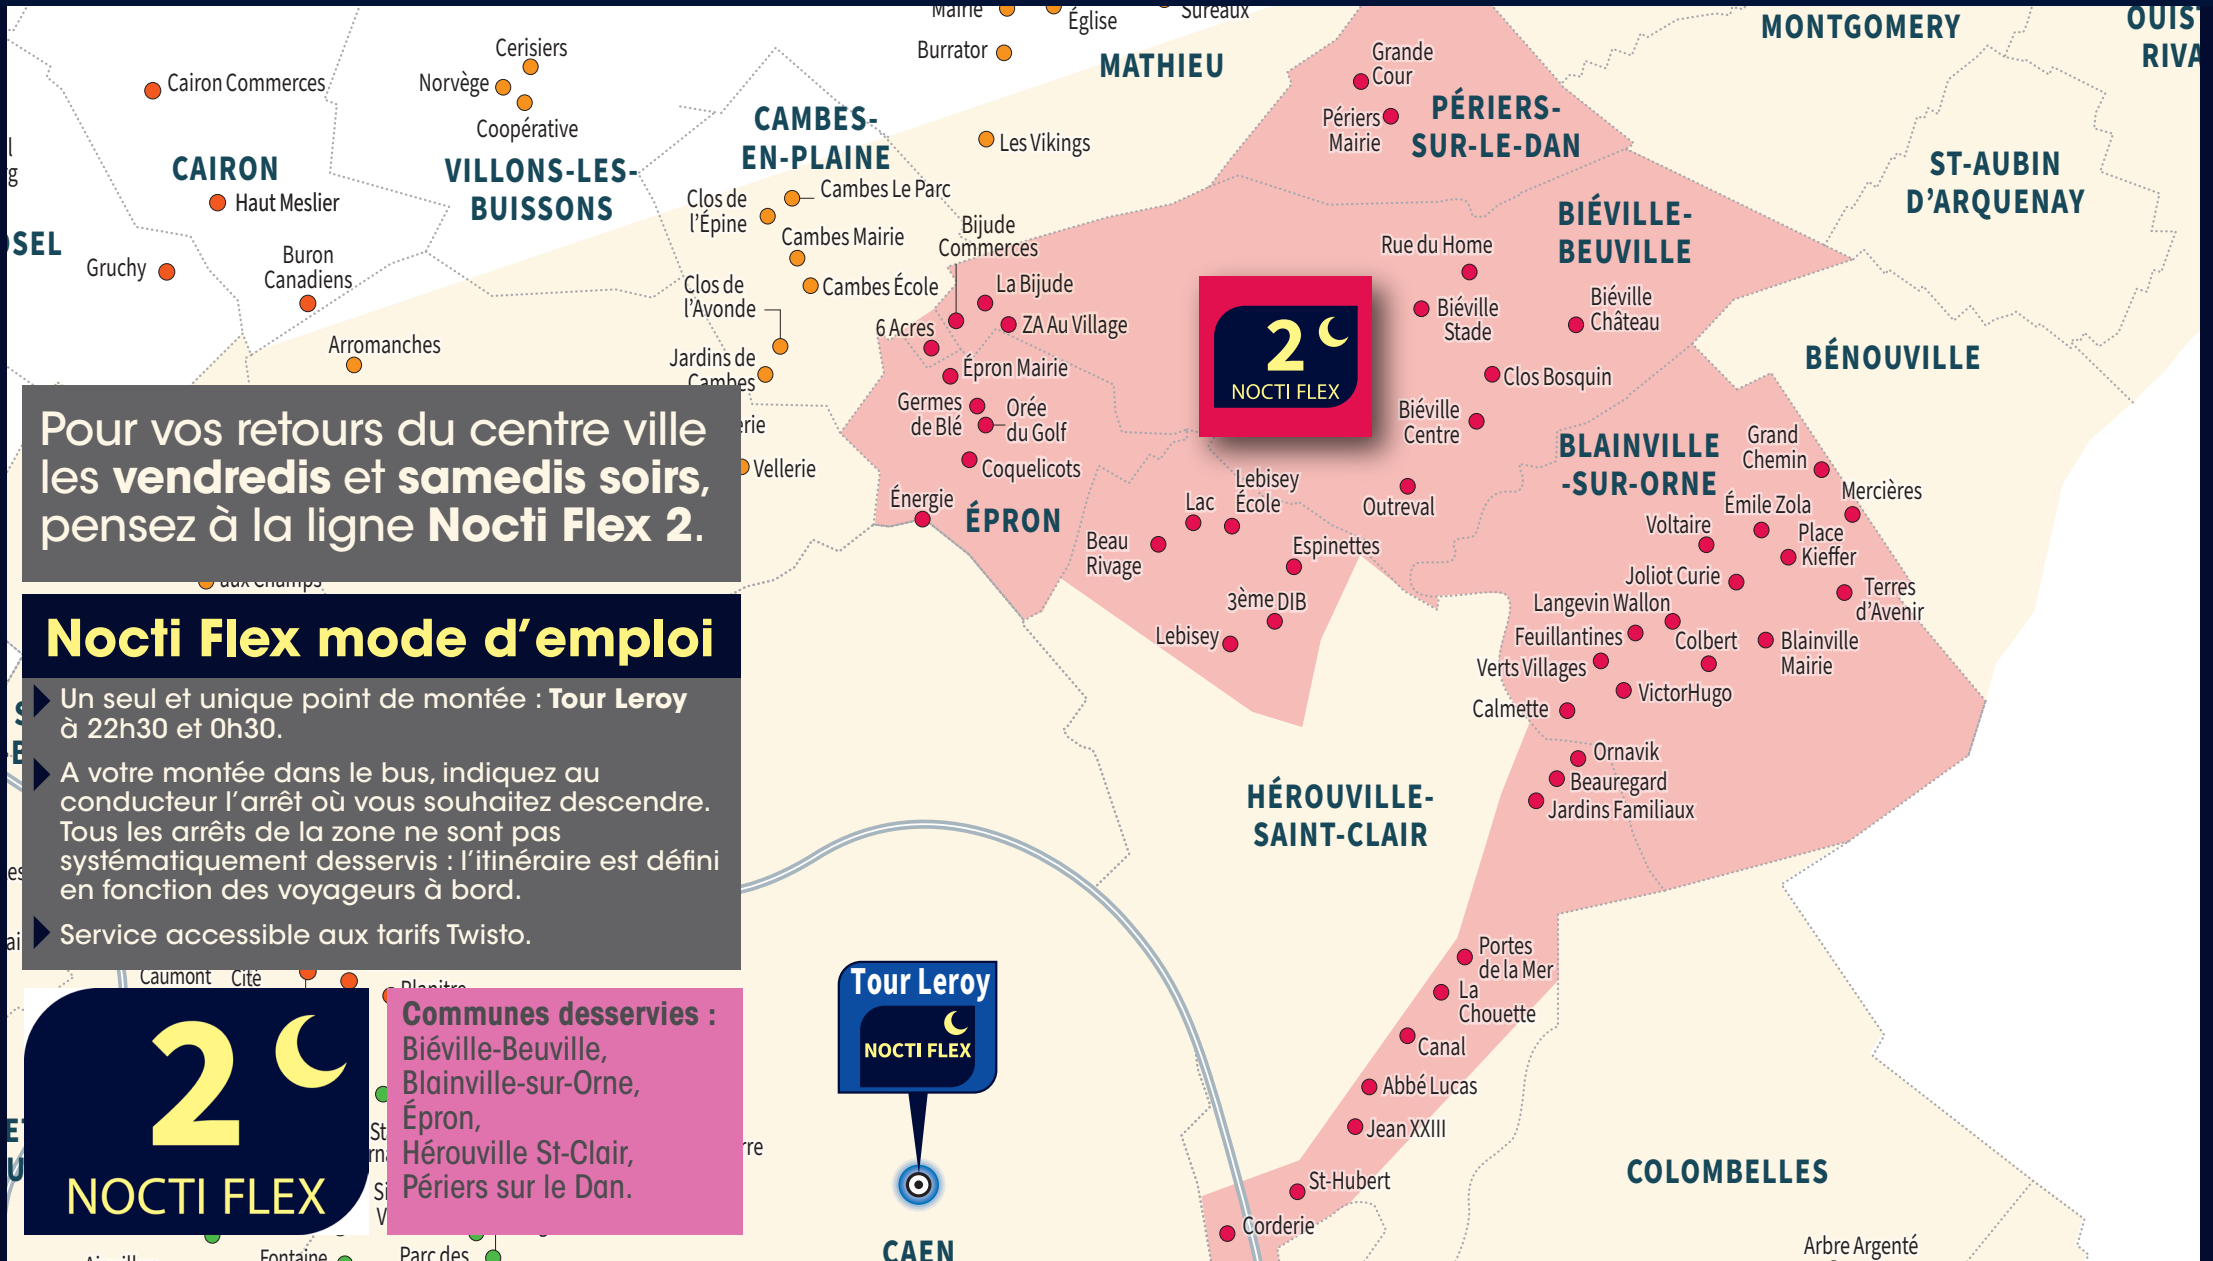 Mairie
Église
Sureaux
Burrator
MATHIEU
MONTGOMERY
Cerisiers
Norvège
Coopérative
Cairon Commerces
CAIRON
Haut Meslier
Gruchy
Buron
Canadiens
VILLONS-LES-
BUISSONS
Arromanches
CAMBES-
EN-PLAINE
Les Vikings
Clos de
l'Épine
Cambes Le Parc
Cambes Mairie
Cambes École
Clos de
l'Avonde
Jardins de
Cambes
Vellerie
Bijude
Commerces
La Bijude
ZA Au Village
6 Acres
Épron Mairie
Germes
de Blé
Orée
du Golf
Coquelicots
Énergie
ÉPRON
Grande
Cour
Périers
Mairie
PÉRIERS-
SUR-LE-DAN
ST-AUBIN
D'ARQUENAY
BIÉVILLE-
BEUVILLE
Rue du Home
Biéville
Stade
Biéville
Château
Clos Bosquin
Biéville
Centre
Outreval
2
NOCTI FLEX
BÉNOUVILLE
BLAINVILLE
-SUR-ORNE
Grand
Chemin
Mercières
Émile Zola
Voltaire
Place
Kieffer
Joliot Curie
Terres
d'Avenir
Langevin Wallon
Feuillantines
Colbert
Blainville
Mairie
Verts Villages
VictorHugo
Calmette
Ornavik
Beauregard
Jardins Familiaux
Lac
Lebisey
École
Beau
Rivage
Espinettes
3ème DIB
Lebisey
HÉROUVILLE-
SAINT-CLAIR
Portes
de la Mer
La
Chouette
Canal
Abbé Lucas
Jean XXIII
St-Hubert
Corderie
COLOMBELLES
Arbre Argenté
Pour vos retours du centre ville
les vendredis et samedis soirs,
pensez à la ligne Nocti Flex 2.
aux Champs
Nocti Flex mode d'emploi
Un seul et unique point de montée : Tour Leroy
à 22h30 et 0h30.
A votre montée dans le bus, indiquez au
conducteur l'arrêt où vous souhaitez descendre.
Tous les arrêts de la zone ne sont pas
systématiquement desservis : l'itinéraire est défini
en fonction des voyageurs à bord.
Service accessible aux tarifs Twisto.
Caumont Cité
2
NOCTI FLEX
Communes desservies :
Biéville-Beuville,
Blainville-sur-Orne,
Épron,
Hérouville St-Clair,
Périers sur le Dan.
Tour Leroy
NOCTI FLEX
CAEN
Fontaine
Parc des